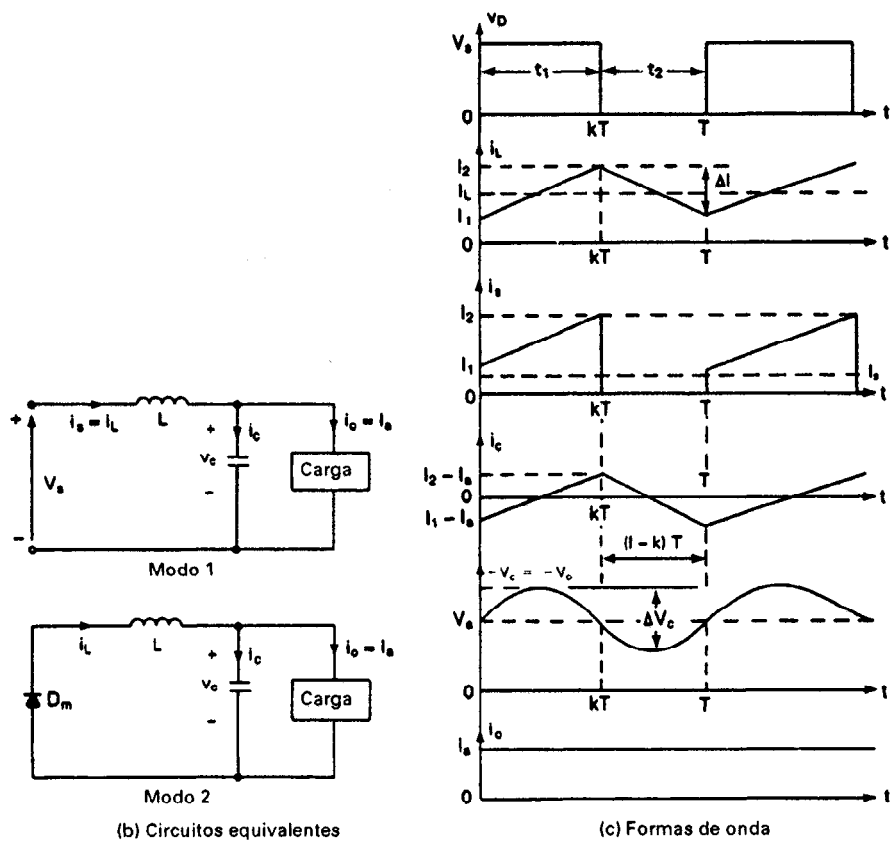 +
i_s = i_L
L
+
i_c
i_o = I_a
V_s
v_c
Carga
-
-
Modo 1
i_L
L
+
i_c
i_o = I_a
D_m
v_c
Carga
-
Modo 2
(b) Circuitos equivalentes
v_D
V_s
t_1
t_2
0
kT
T
t
i_L
I_2
I_L
I_1
ΔI
0
kT
T
t
i_s
I_2
I_1
I_s
0
kT
T
t
i_c
I_2 - I_a
T
0
t
kT
I_1 - I_a
(1 - k) T
- V_c = - V_o
V_a
ΔV_c
0
kT
T
t
i_o
I_a
0
t
(c) Formas de onda